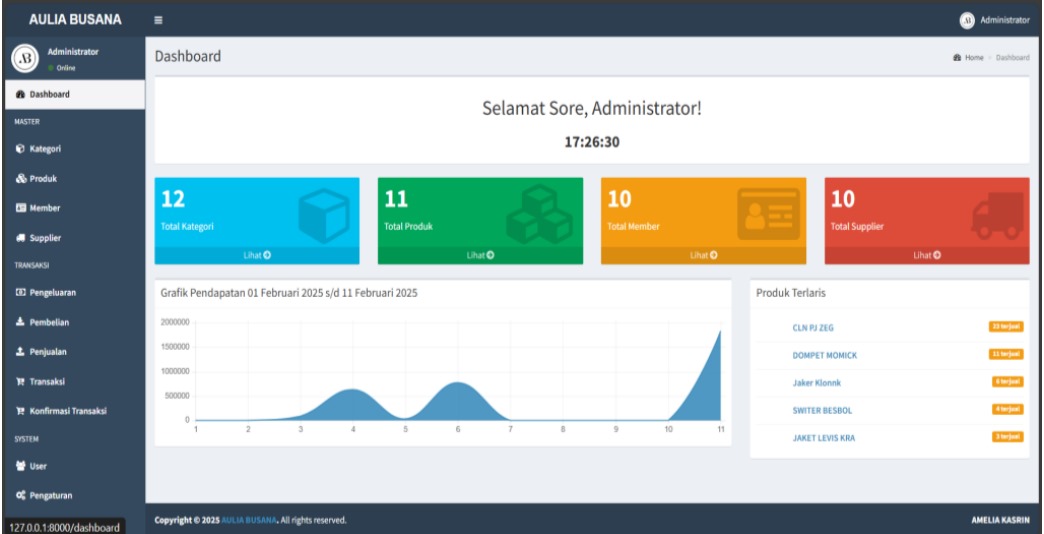 AULIA BUSANA
Administrator
Administrator
Online
Dashboard
MASTER
Kategori
Produk
Member
Supplier
TRANSAKSI
Pengeluaran
Pembelian
Penjualan
Transaksi
Konfirmasi Transaksi
SYSTEM
User
Pengaturan
127.0.0.1:8000/dashboard
Dashboard
Home > Dashboard
Selamat Sore, Administrator!
17:26:30
12
Total Kategori
Lihat
11
Total Produk
Lihat
10
Total Member
Lihat
10
Total Supplier
Lihat
Grafik Pendapatan 01 Februari 2025 s/d 11 Februari 2025
2000000
1500000
1000000
500000
0
1 2 3 4 5 6 7 8 9 10 11
Produk Terlaris
CLN PJ ZEG
terjual
DOMPET MOMICK
11 terjual
Jaker Klonnk
terjual
SWITER BESBOL
4 terjual
JAKET LEVIS KRA
3 terjual
Copyright © 2025 AULIA BUSANA. All rights reserved.
AMELIA KASRIN